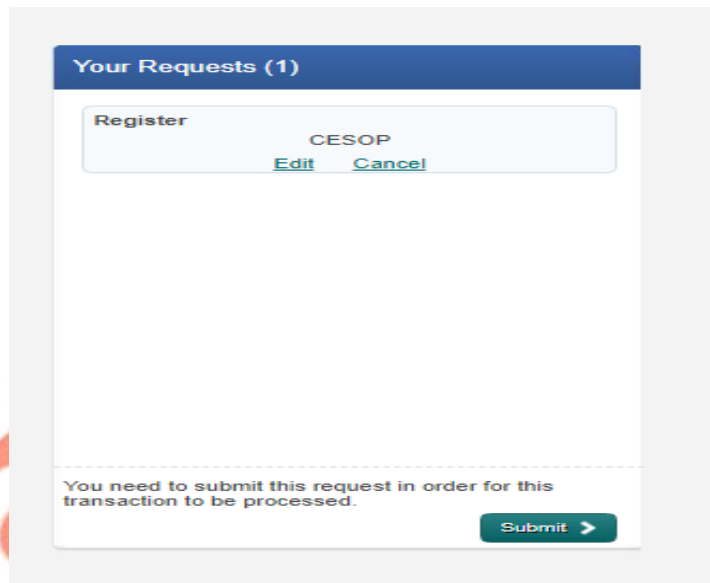 Your Requests (1)
Register
CESOP
Edit Cancel
You need to submit this request in order for this
transaction to be processed.
Submit